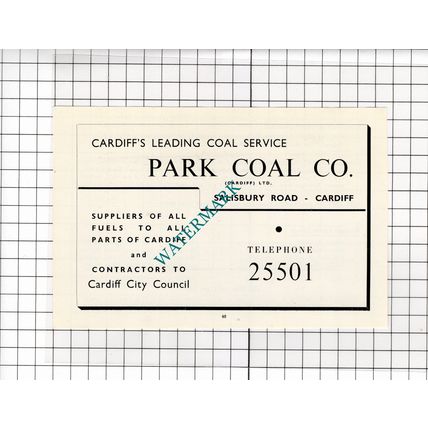 CARDIFF'S LEADING COAL SERVICE
PARK COAL CO.
(CARDIFF) LTD.
SALISBURY ROAD - CARDIFF
SUPPLIERS OF ALL
FUELS TO ALL
PARTS OF CARDIFF
and
CONTRACTORS TO
Cardiff City Council
TELEPHONE
25501
WATERMARK